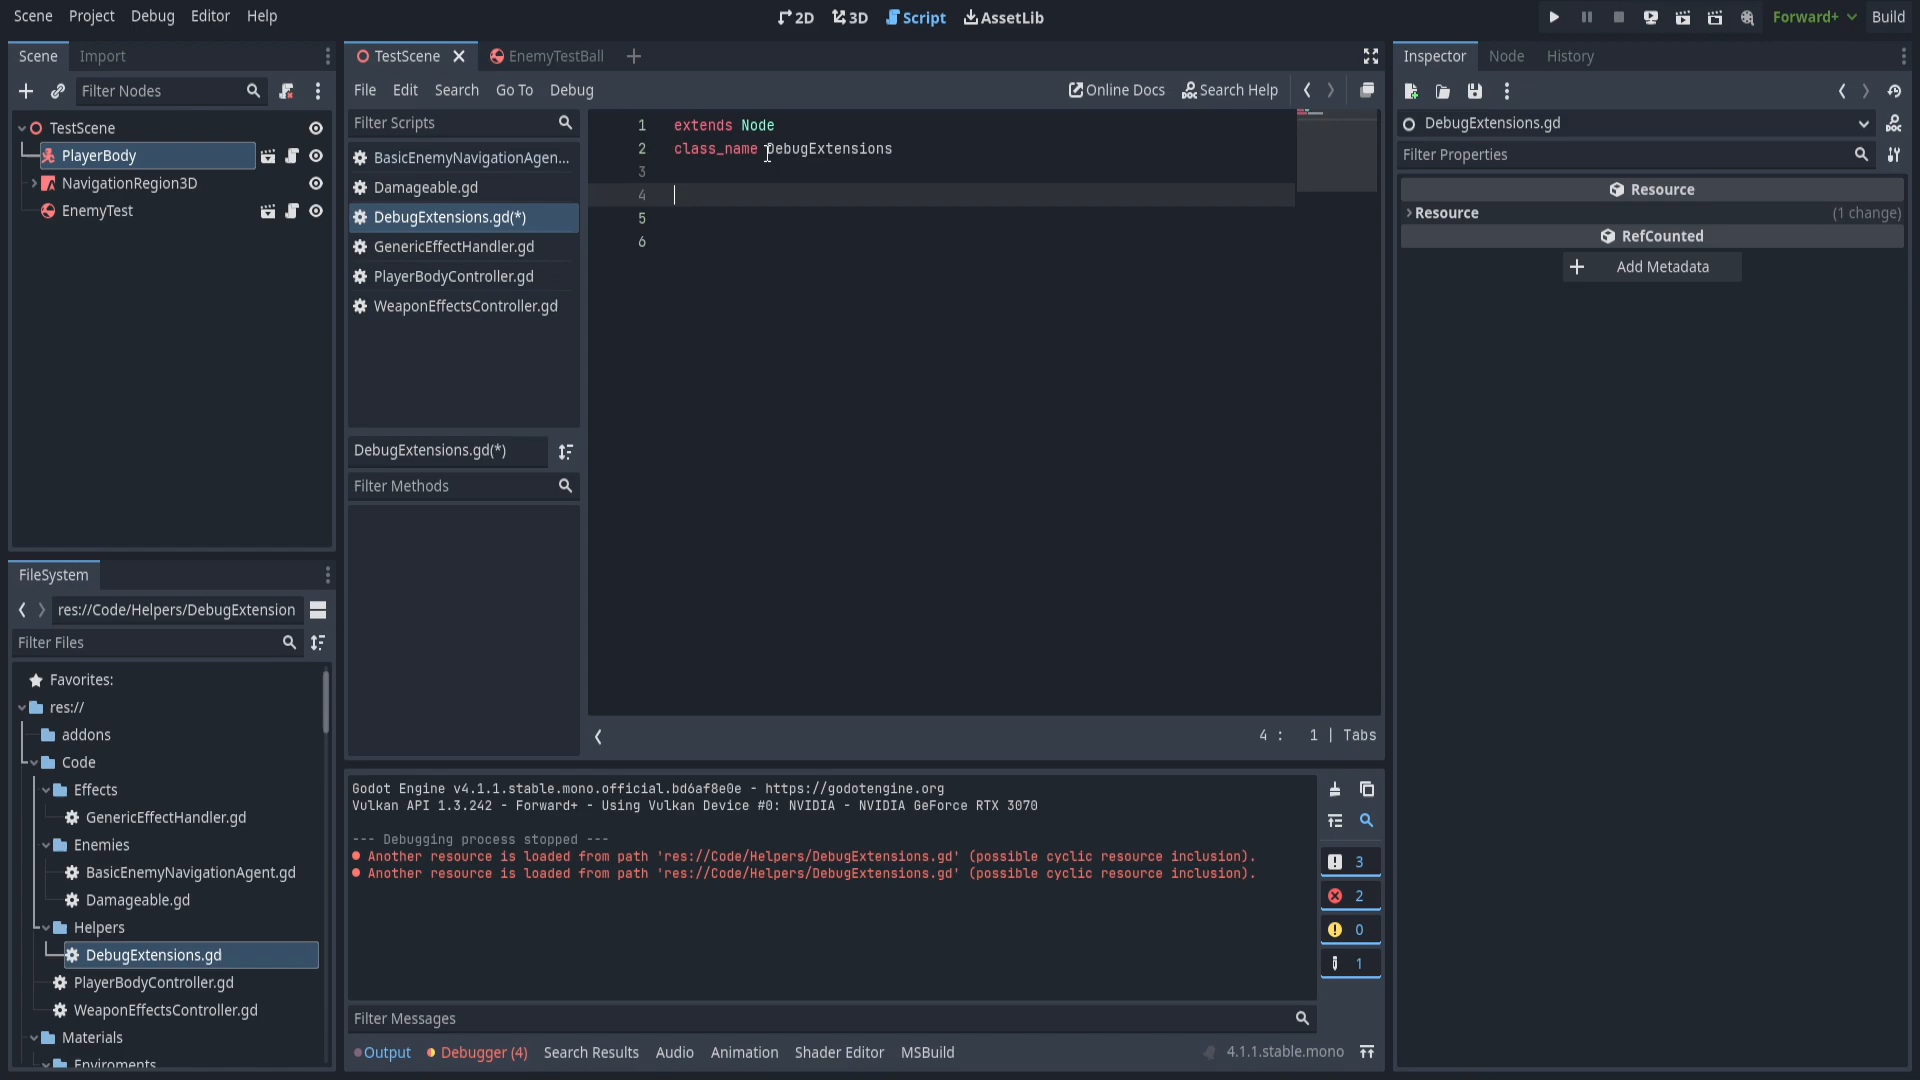 Scene Project Debug Editor Help
2D 3D Script AssetLib
Forward+ Build
Scene Import
Filter Nodes
TestScene
PlayerBody
NavigationRegion3D
EnemyTest
FileSystem
res://Code/Helpers/DebugExtension
Filter Files
Favorites:
res://
addons
Code
Effects
GenericEffectHandler.gd
Enemies
BasicEnemyNavigationAgent.gd
Damageable.gd
Helpers
DebugExtensions.gd
PlayerBodyController.gd
WeaponEffectsController.gd
Materials
Enviroments
TestScene EnemyTestBall
File Edit Search Go To Debug
Online Docs Search Help
Filter Scripts
BasicEnemyNavigationAgen...
Damageable.gd
DebugExtensions.gd(*)
GenericEffectHandler.gd
PlayerBodyController.gd
WeaponEffectsController.gd
DebugExtensions.gd(*)
Filter Methods
1 extends Node
2 class_name DebugExtensions
3
4
5
6
4 : 1 | Tabs
Godot Engine v4.1.1.stable.mono.official.bd6af8e0e - https://godotengine.org
Vulkan API 1.3.242 - Forward+ - Using Vulkan Device #0: NVIDIA - NVIDIA GeForce RTX 3070
--- Debugging process stopped ---
Another resource is loaded from path 'res://Code/Helpers/DebugExtensions.gd' (possible cyclic resource inclusion).
Another resource is loaded from path 'res://Code/Helpers/DebugExtensions.gd' (possible cyclic resource inclusion).
3
2
0
1
Filter Messages
Output Debugger (4) Search Results Audio Animation Shader Editor MSBuild
4.1.1.stable.mono
Inspector Node History
DebugExtensions.gd
Filter Properties
Resource
Resource (1 change)
RefCounted
Add Metadata